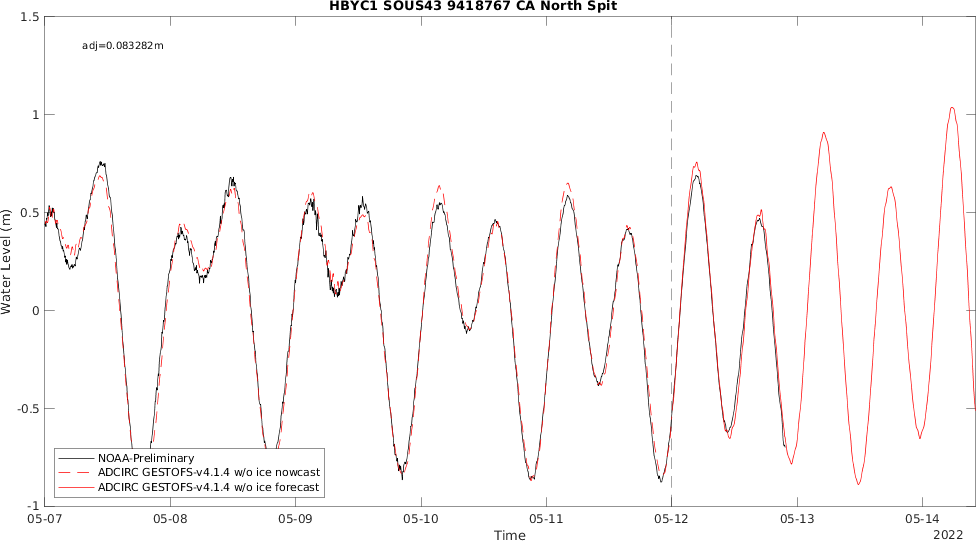 HBYC1 SOUS43 9418767 CA North Spit
adj=0.083282m
1.5
1
0.5
0
-0.5
-1
Water Level (m)
NOAA-Preliminary
ADCIRC GESTOFS-v4.1.4 w/o ice nowcast
ADCIRC GESTOFS-v4.1.4 w/o ice forecast
05-07 05-08 05-09 05-10 05-11 05-12 05-13 05-14
Time
2022